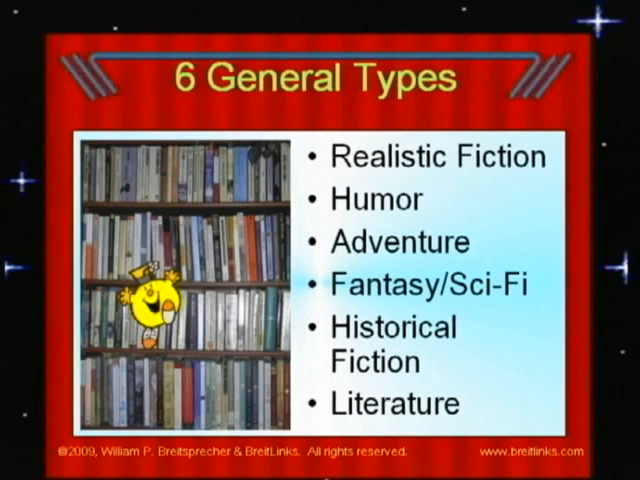 6 General Types
• Realistic Fiction
• Humor
• Adventure
• Fantasy/Sci-Fi
• Historical
Fiction
• Literature
@2009, William P. Breitsprecher & BreitLinks. All rights reserved.
www.breitlinks.com